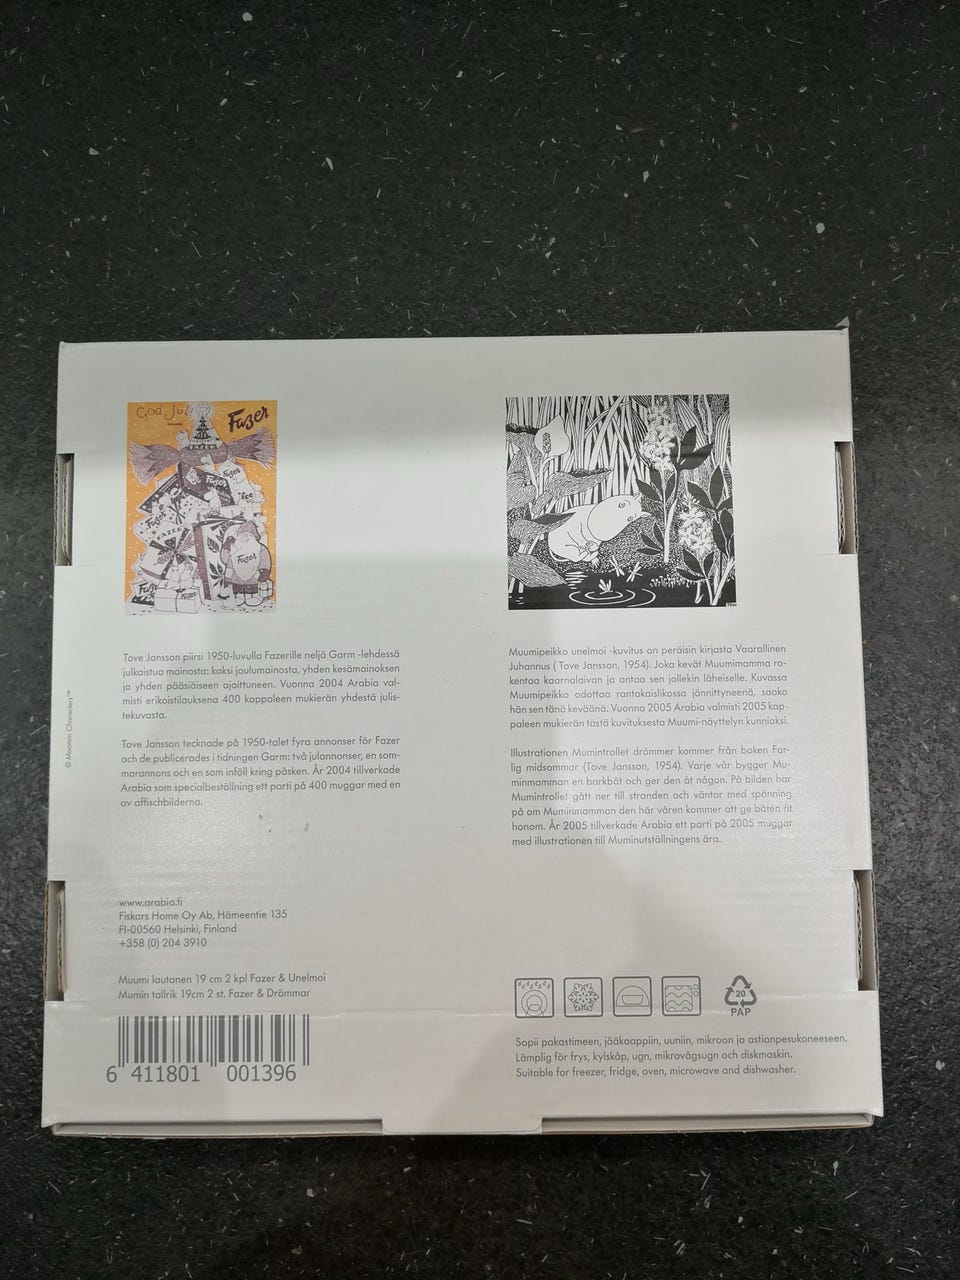 God Jul
Fazer
FAZER
Fazer
Fazer
Fazer
FAZER
Fazer
Fazer
© Moomin Characters™
Tove Jansson piirsi 1950-luvulla Fazerille neljä Garm -lehdessä
julkaistua mainosta: kaksi joulumainosta, yhden kesämainoksen
ja yhden pääsiäiseen ajoittuneen. Vuonna 2004 Arabia val-
misti erikoistilauksena 400 kappaleen mukierän yhdestä julis-
tekuvasta.
Tove Jansson tecknade på 1950-talet fyra annonser för Fazer
och de publicerades i tidningen Garm: två julannonser, en som-
marannons och en som inföll kring påsken. År 2004 tillverkade
Arabia som specialbeställning ett parti på 400 muggar med en
av affischbilderna.
www.arabia.fi
Fiskars Home Oy Ab, Hämeentie 135
FI-00560 Helsinki, Finland
+358 (0) 204 3910
Muumi lautanen 19 cm 2 kpl Fazer & Unelmoi
Mumin tallrik 19cm 2 st. Fazer & Drömmar
6 411801 001396
Muumipeikko unelmoi -kuvitus on peräisin kirjasta Vaarallinen
Juhannus ( Tove Jansson, 1954). Joka kevät Muumimamma ra-
kentaa kaarnalaivan ja antaa sen jollekin läheiselle. Kuvassa
Muumipeikko odottaa rantakaislikossa jännittyneenä, saako
hän sen tänä keväänä. Vuonna 2005 Arabia valmisti 2005 kap-
paleen mukierän tästä kuvituksesta Muumi-näyttelyn kunnioksi.
Illustrationen Mumintrollet drömmer kommer från boken Far-
lig midsommar (Tove Jansson, 1954). Varje vår bygger Mu-
minmamman en barkbåt och ger den åt någon. På bilden har
Mumintrollet gått ner till stranden och väntar med spänning
på om Muminmamman den här våren kommer att ge båten åt
honom. År 2005 tillverkade Arabia ett parti på 2005 muggar
med illustrationen till Muminutställningens ära.
20
PAP
Sopii pakastimeen, jääkaappiin, uuniin, mikroon ja astianpesukoneeseen.
Lämplig för frys, kylskåp, ugn, mikrovågsugn och diskmaskin.
Suitable for freezer, fridge, oven, microwave and dishwasher.